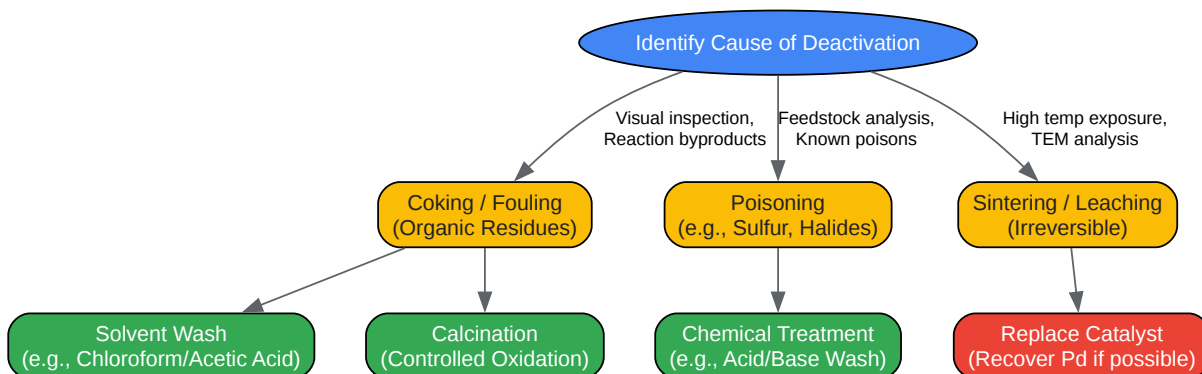 Identify Cause of Deactivation
Visual inspection,
Reaction byproducts
Feedstock analysis,
Known poisons
High temp exposure,
TEM analysis
Coking / Fouling
(Organic Residues)
Poisoning
(e.g., Sulfur, Halides)
Sintering / Leaching
(Irreversible)
Solvent Wash
(e.g., Chloroform/Acetic Acid)
Calcination
(Controlled Oxidation)
Chemical Treatment
(e.g., Acid/Base Wash)
Replace Catalyst
(Recover Pd if possible)